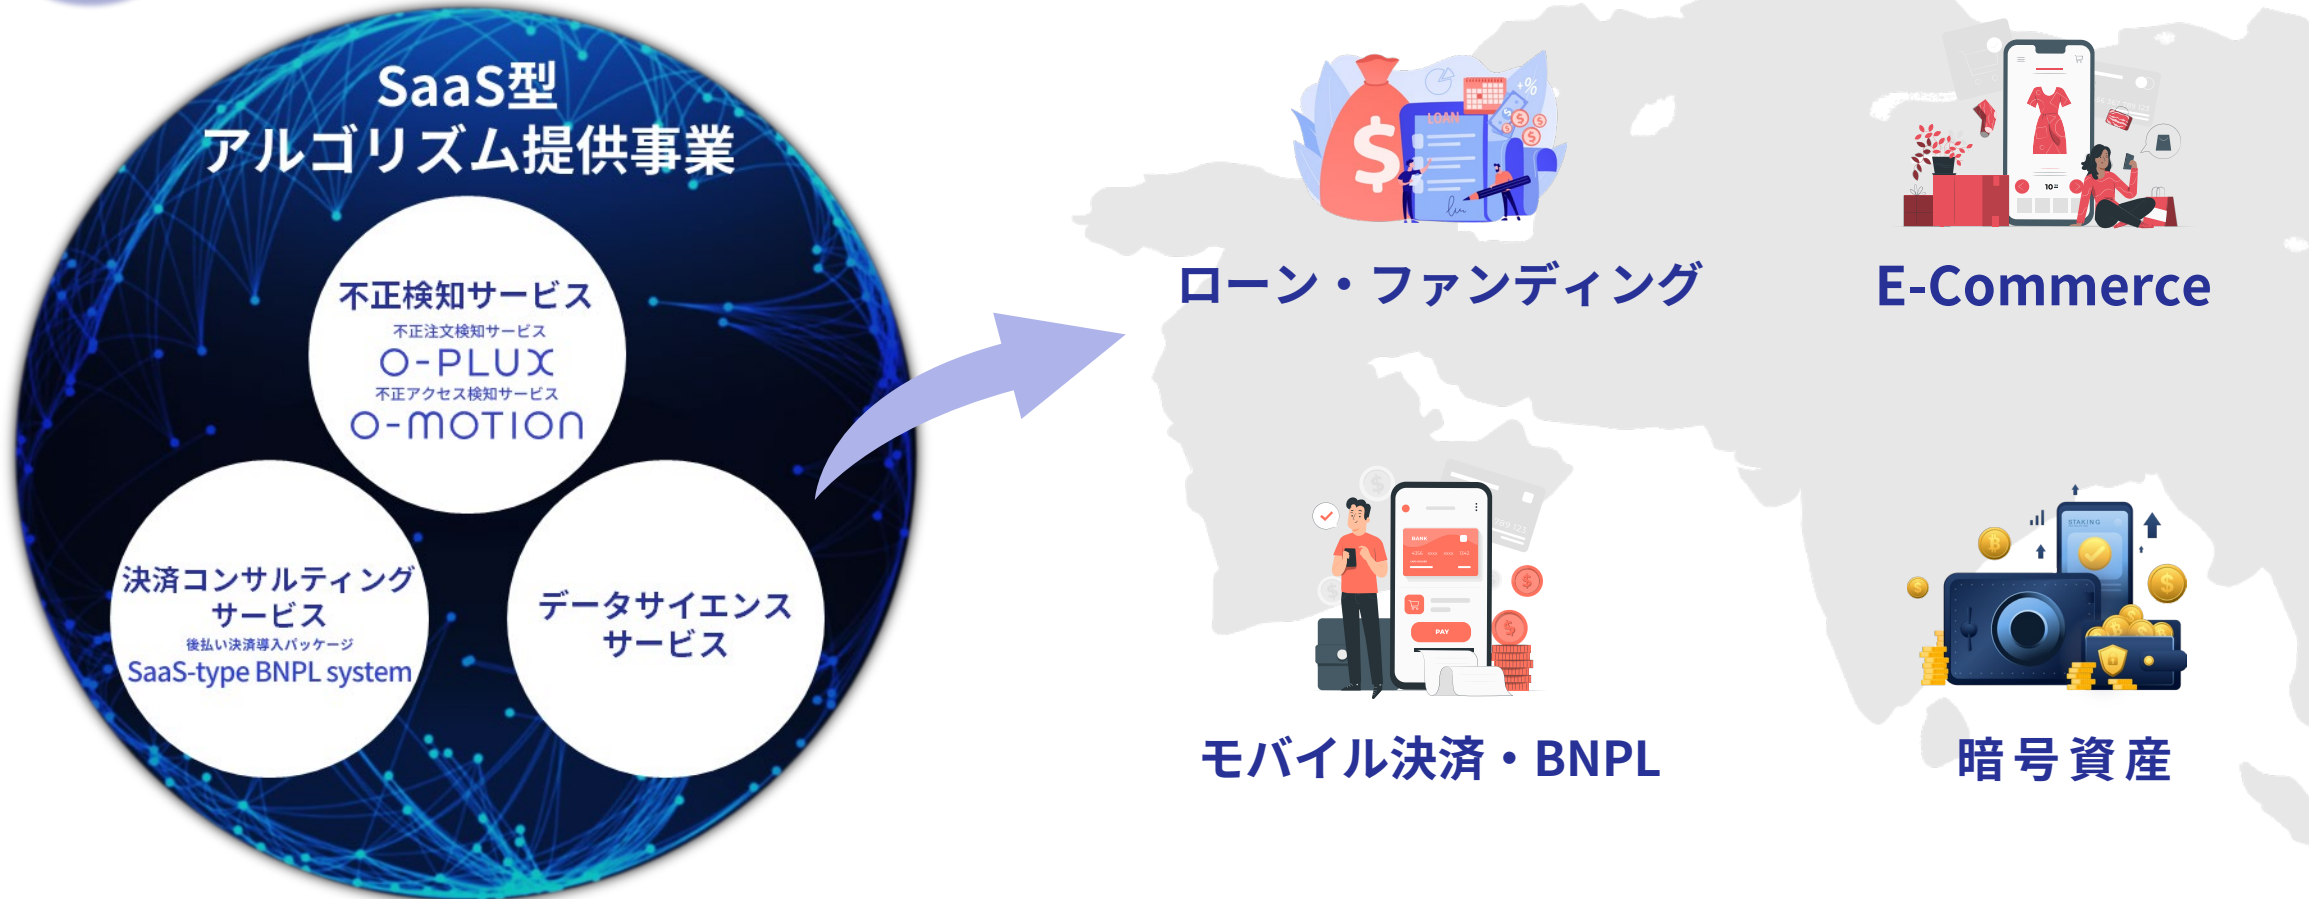 SaaS型
アルゴリズム提供事業
不正検知サービス
不正注文検知サービス
O-PLUX
不正アクセス検知サービス
O-MOTION
決済コンサルティング
サービス
後払い決済導入パッケージ
SaaS-type BNPL system
データサイエンス
サービス
LOAN
+%
ローン・ファンディング
E-Commerce
BANK
PAY
モバイル決済・BNPL
STAKING
暗号資産